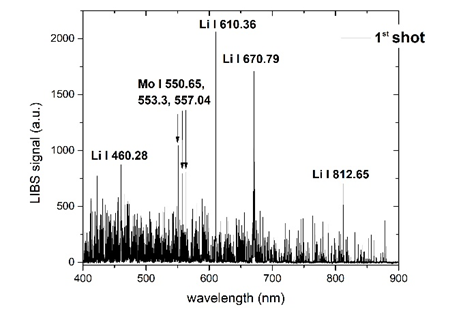 Li I 610.36
1st shot
Li I 670.79
Mo I 550.65,
553.3, 557.04
Li I 460.28
Li I 812.65
LIBS signal (a.u.)
2000
1500
1000
500
0
400 500 600 700 800 900
wavelength (nm)